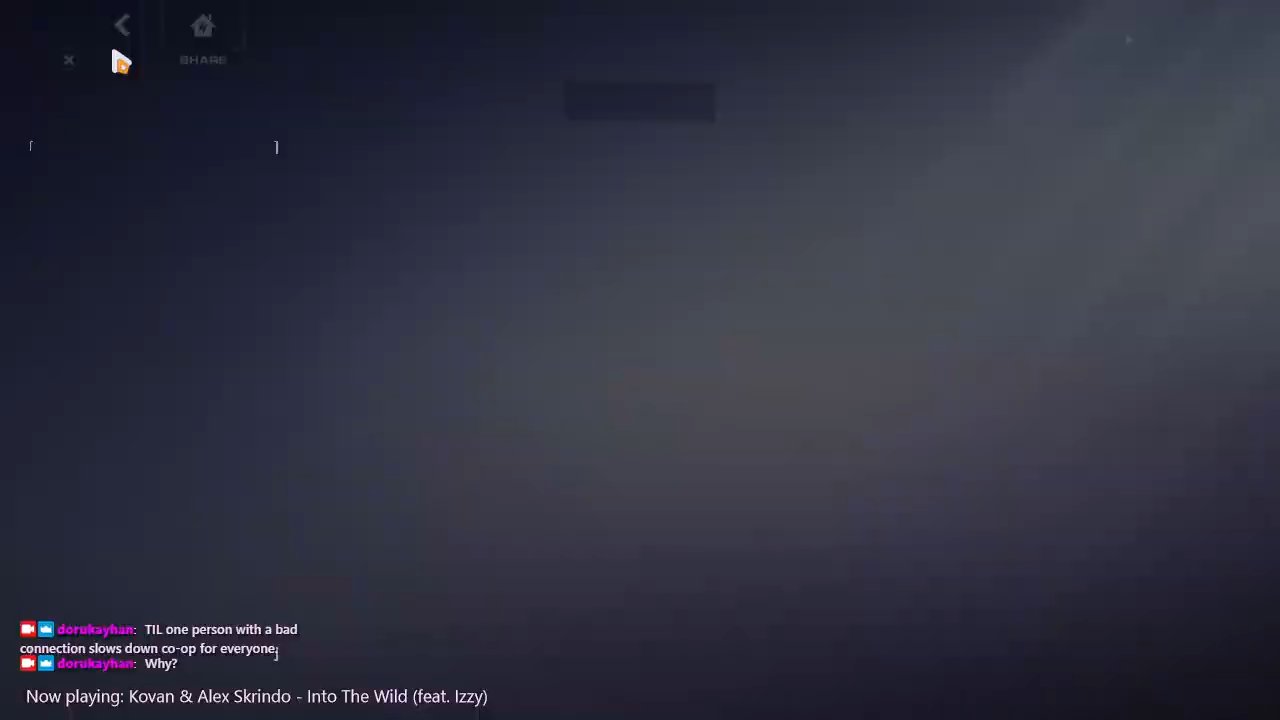 SHARE
dorukayhan: TIL one person with a bad
connection slows down co-op for everyone
dorukayhan: Why?
Now playing: Kovan & Alex Skrindo - Into The Wild (feat. Izzy)